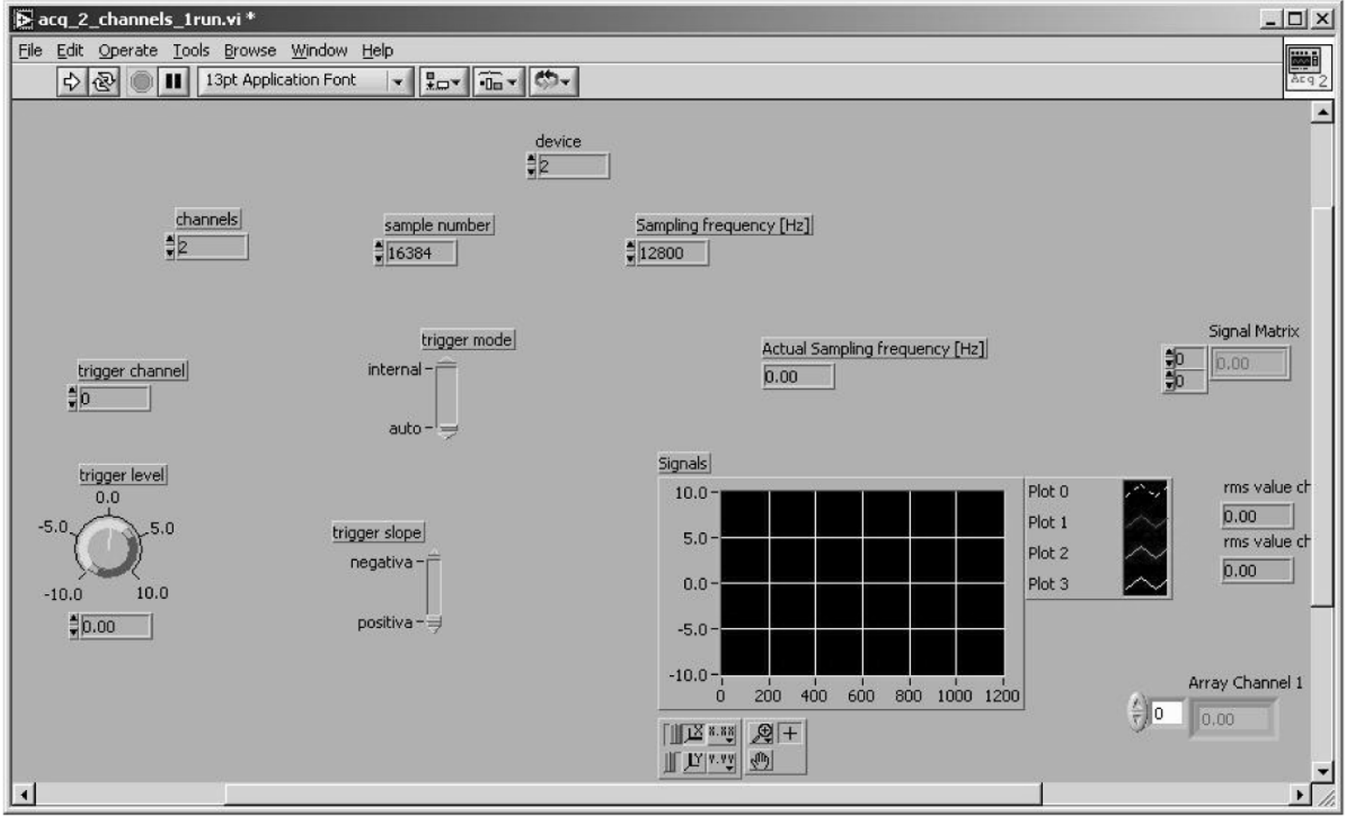 acq_2_channels_1run.vi *
File Edit Operate Tools Browse Window Help
13pt Application Font
Acq 2
device
2
channels
2
sample number
16384
Sampling frequency [Hz]
12800
trigger mode
internal
auto
Actual Sampling frequency [Hz]
0.00
Signal Matrix
0
0
0.00
trigger channel
0
trigger level
0.0
-5.0 5.0
-10.0 10.0
0.00
trigger slope
negativa
positiva
Signals
10.0
5.0
0.0
-5.0
-10.0
0 200 400 600 800 1000 1200
Plot 0
Plot 1
Plot 2
Plot 3
rms value ch
0.00
rms value ch
0.00
Array Channel 1
0
0.00
X X.XX
Y Y.YY